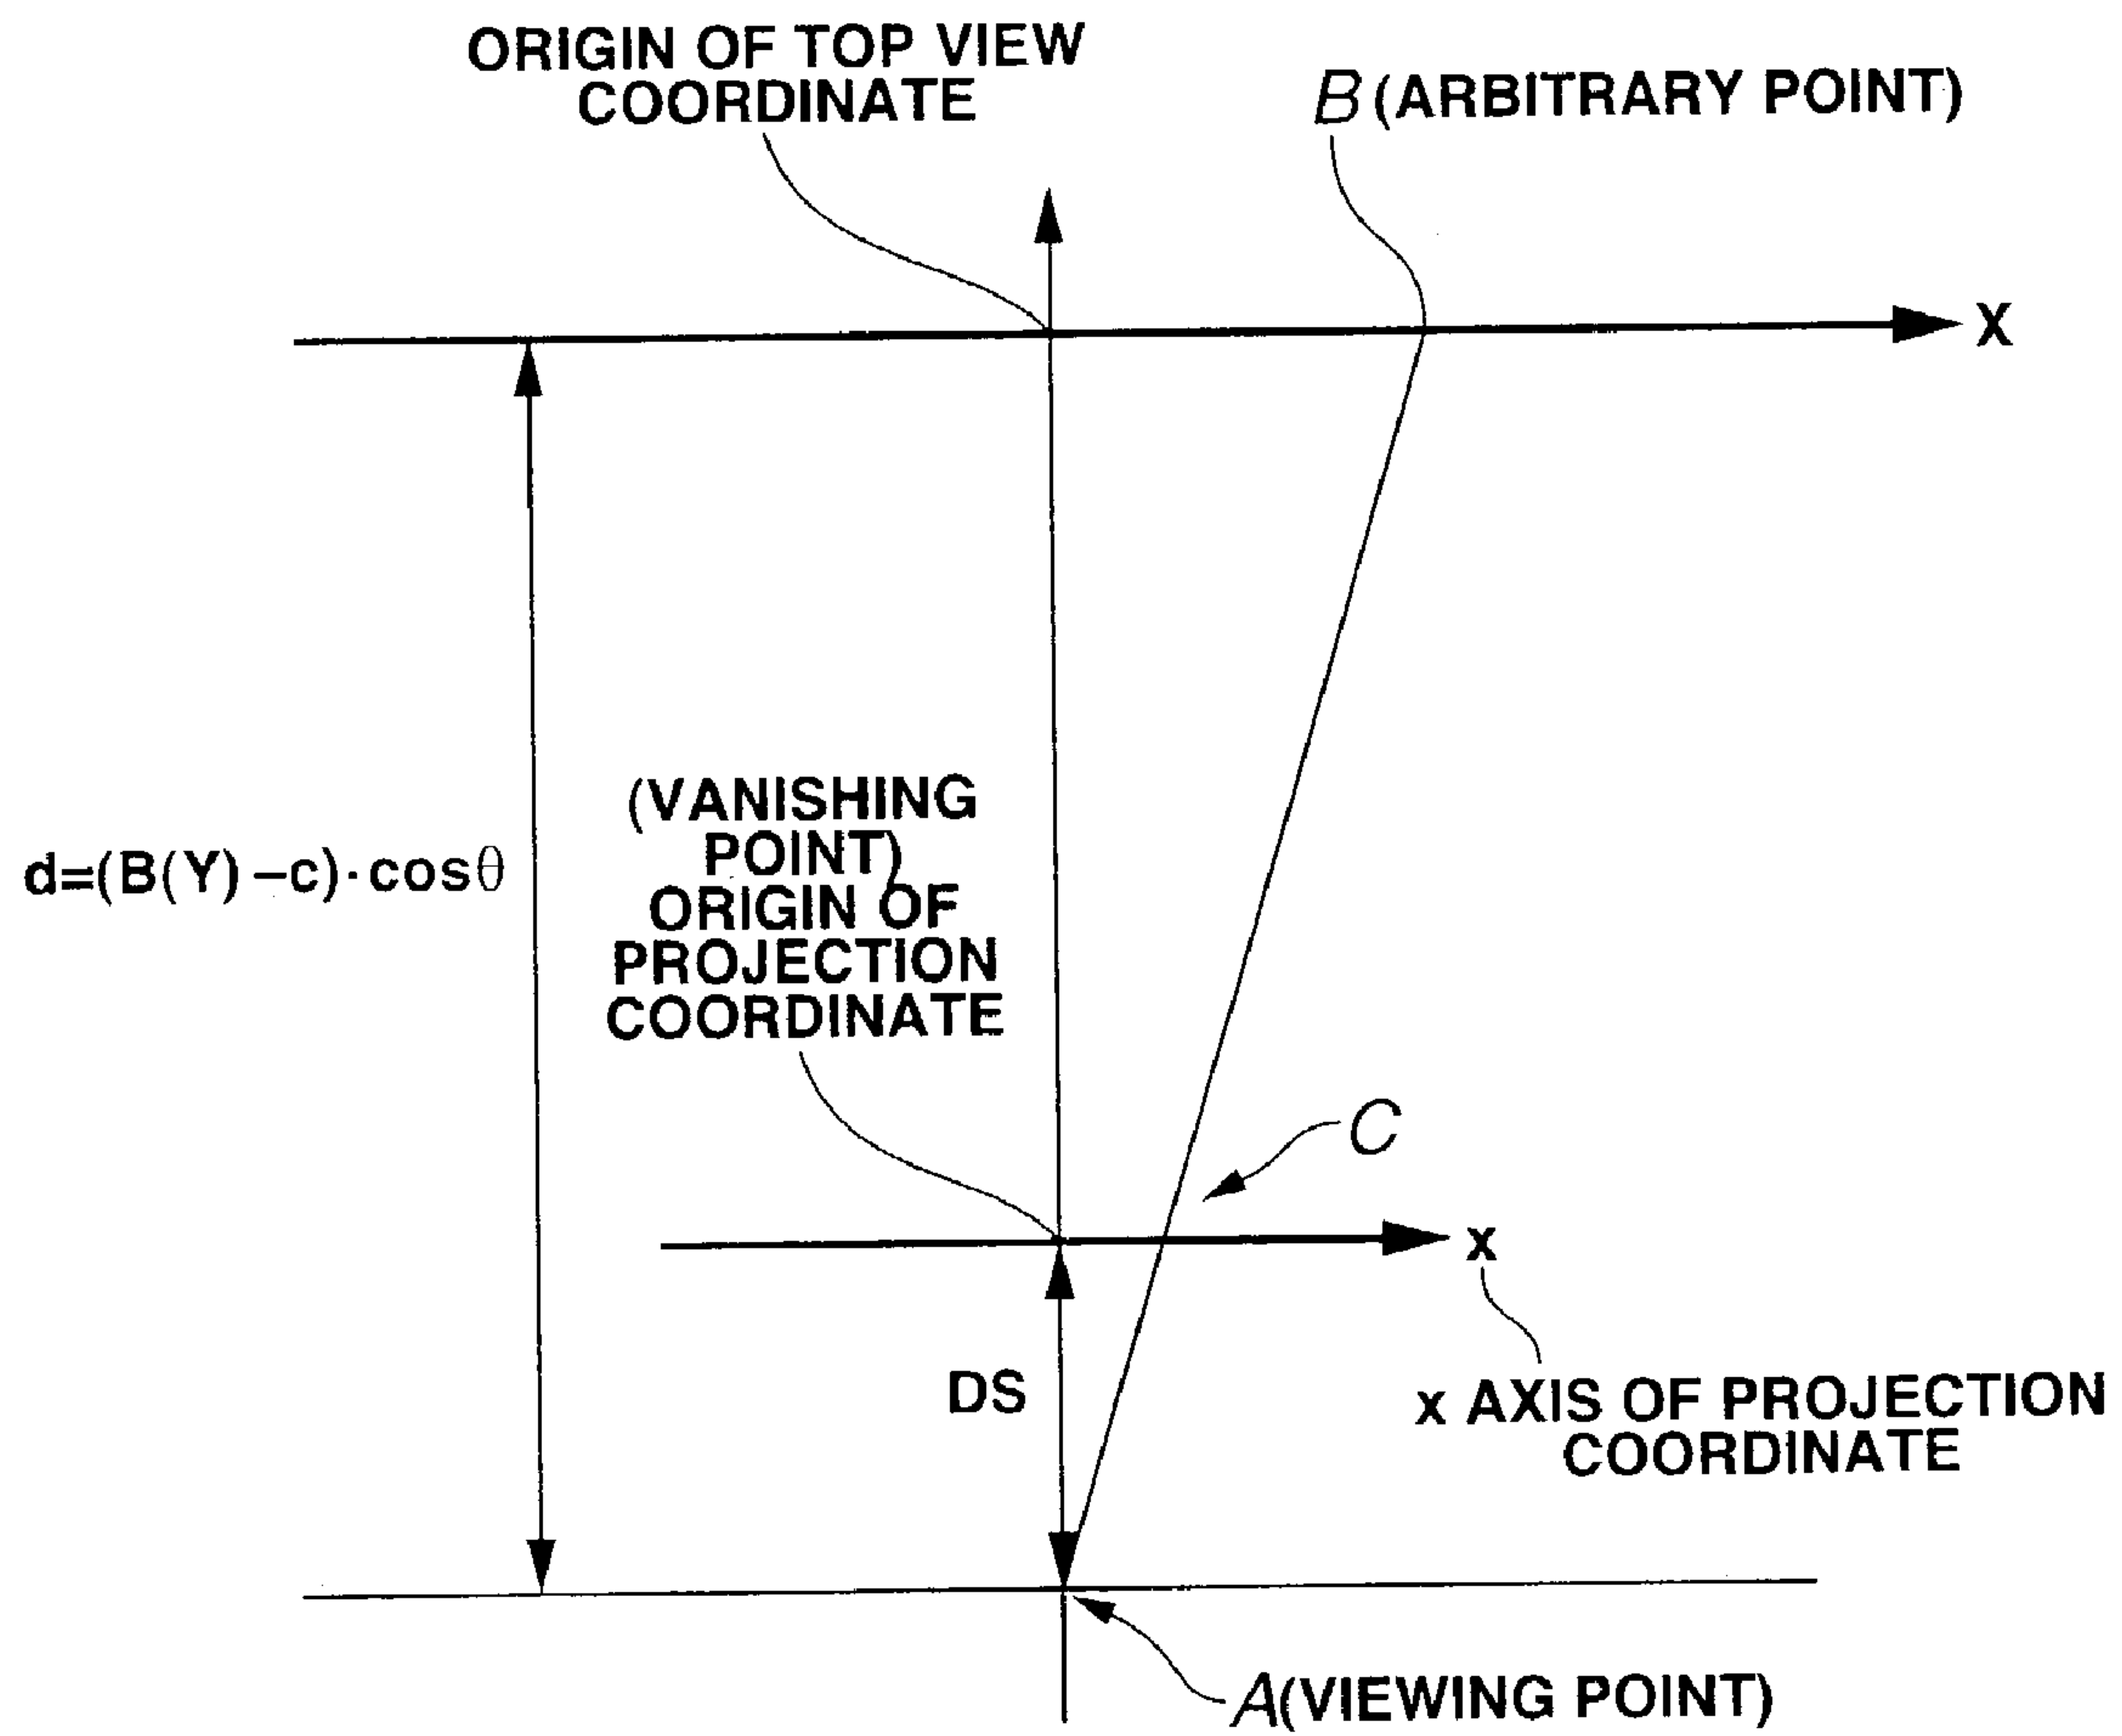 ORIGIN OF TOP VIEW
COORDINATE
B (ARBITRARY POINT)
X
(VANISHING
POINT)
ORIGIN OF
PROJECTION
COORDINATE
d=(B(Y)-c)·cosθ
C
x
DS
x AXIS OF PROJECTION
COORDINATE
A(VIEWING POINT)